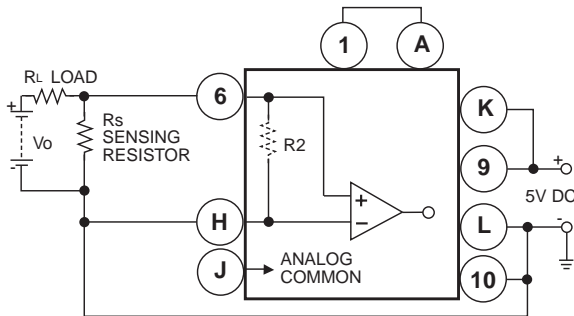 1 A
RL LOAD
6
+
Vo
-
Rs
SENSING
RESISTOR
R2
+
−
K
9
+
5V DC
H
L
-
J
ANALOG
COMMON
10